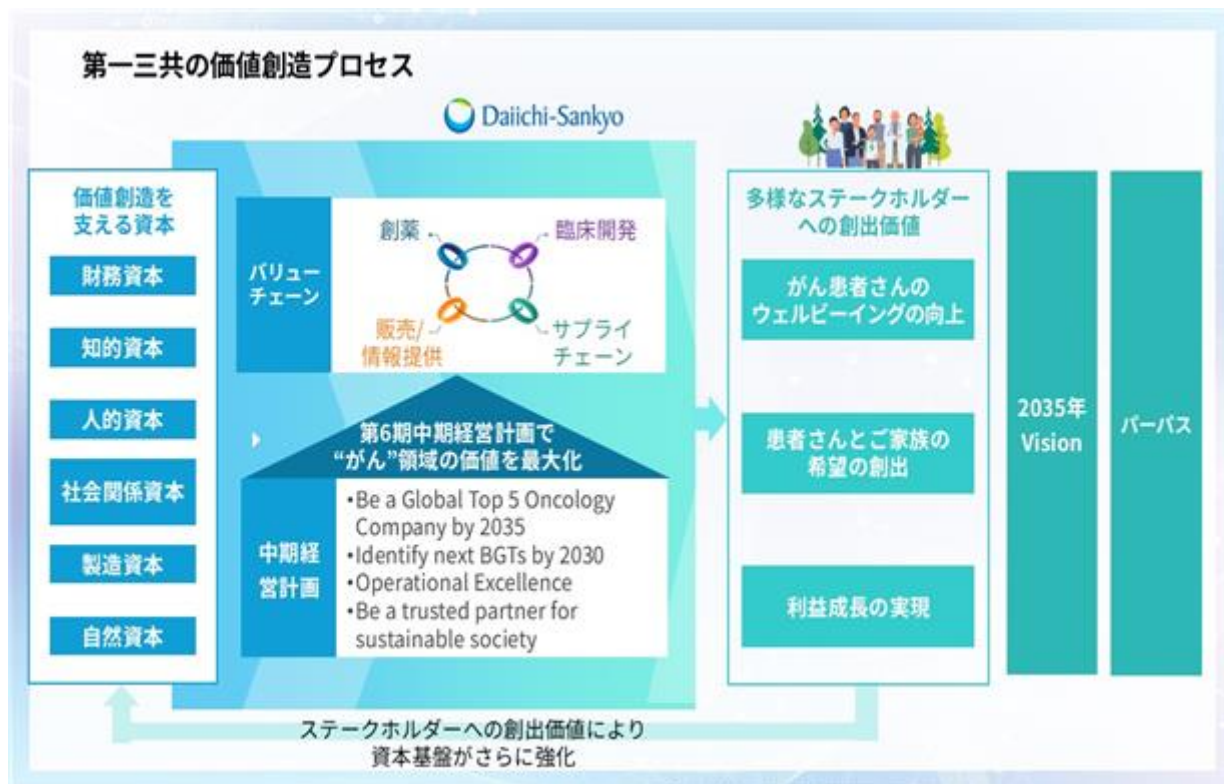 第一三共の価値創造プロセス
Daiichi-Sankyo
価値創造を
支える資本
財務資本
知的資本
人的資本
社会関係資本
製造資本
自然資本
バリュー
チェーン
創薬
臨床開発
販売/
情報提供
サプライ
チェーン
第6期中期経営計画で
“がん”領域の価値を最大化
中期経
営計画
•Be a Global Top 5 Oncology
Company by 2035
•Identify next BGTs by 2030
•Operational Excellence
•Be a trusted partner for
sustainable society
多様なステークホルダー
への創出価値
がん患者さんの
ウェルビーイングの向上
患者さんとご家族の
希望の創出
利益成長の実現
2035年
Vision
パーパス
ステークホルダーへの創出価値により
資本基盤がさらに強化